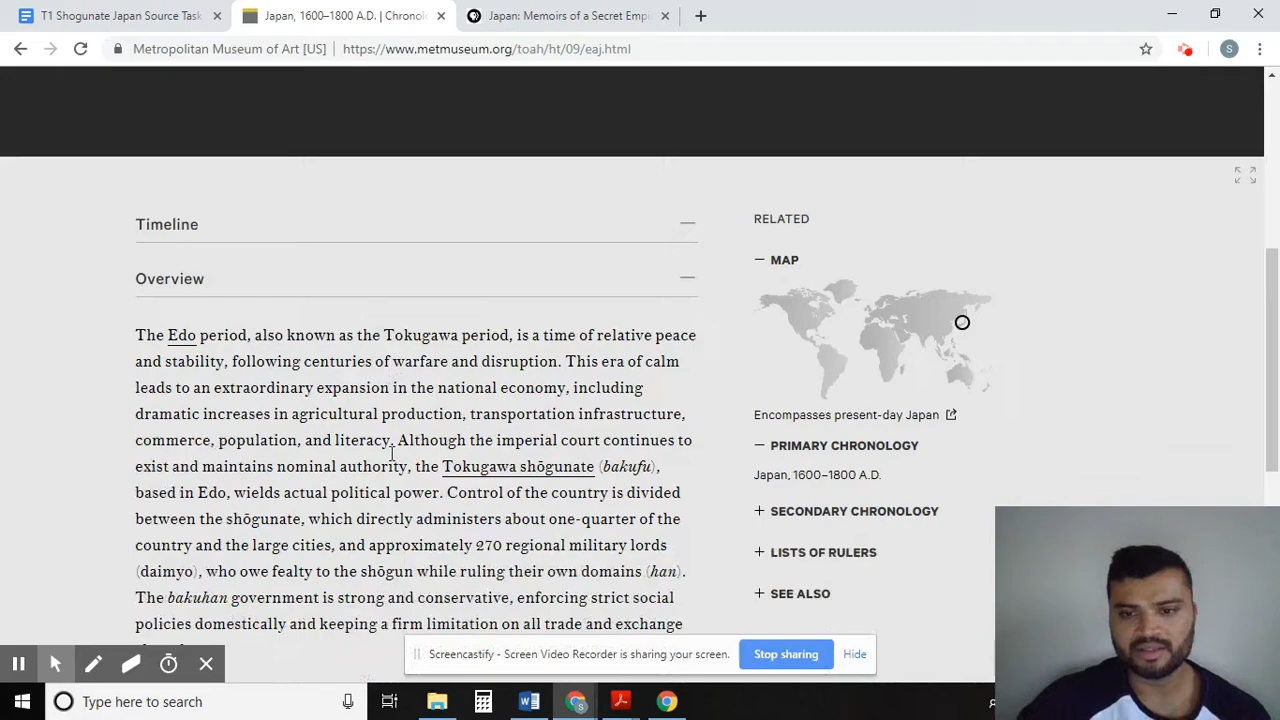 T1 Shogunate Japan Source Task
Japan, 1600–1800 A.D. | Chronol
Japan: Memoirs of a Secret Empi
Metropolitan Museum of Art [US]
https://www.metmuseum.org/toah/ht/09/eaj.html
S
Timeline
Overview
The Edo period, also known as the Tokugawa period, is a time of relative peace
and stability, following centuries of warfare and disruption. This era of calm
leads to an extraordinary expansion in the national economy, including
dramatic increases in agricultural production, transportation infrastructure,
commerce, population, and literacy. Although the imperial court continues to
exist and maintains nominal authority, the Tokugawa shōgunate (bakufu),
based in Edo, wields actual political power. Control of the country is divided
between the shōgunate, which directly administers about one-quarter of the
country and the large cities, and approximately 270 regional military lords
(daimyo), who owe fealty to the shōgun while ruling their own domains (han).
The bakuhan government is strong and conservative, enforcing strict social
policies domestically and keeping a firm limitation on all trade and exchange
RELATED
MAP
Encompasses present-day Japan
PRIMARY CHRONOLOGY
Japan, 1600–1800 A.D.
SECONDARY CHRONOLOGY
LISTS OF RULERS
SEE ALSO
Screencastify - Screen Video Recorder is sharing your screen.
Stop sharing
Hide
Type here to search